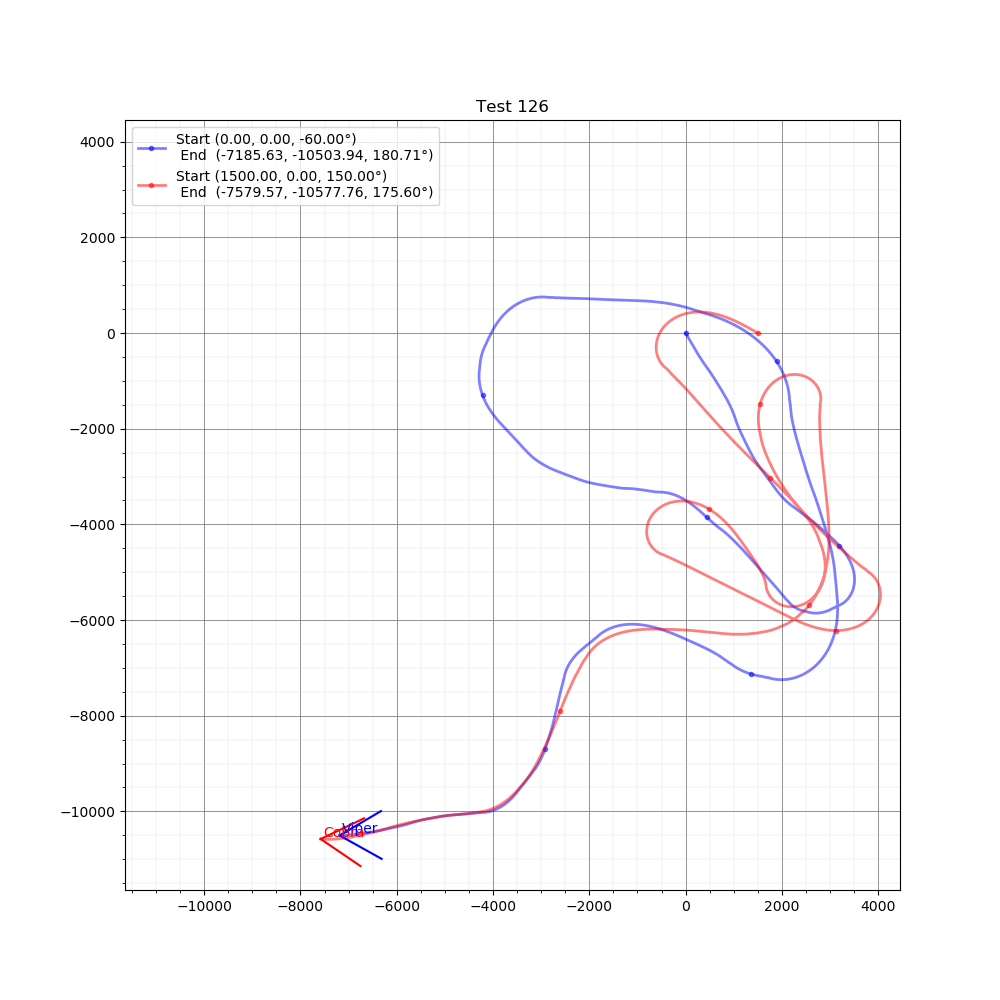 Test 126
Start (0.00, 0.00, -60.00°)
End (-7185.63, -10503.94, 180.71°)
Start (1500.00, 0.00, 150.00°)
End (-7579.57, -10577.76, 175.60°)
4000
2000
0
−2000
−4000
−6000
−8000
−10000
Viper
−10000 −8000 −6000 −4000 −2000 0 2000 4000